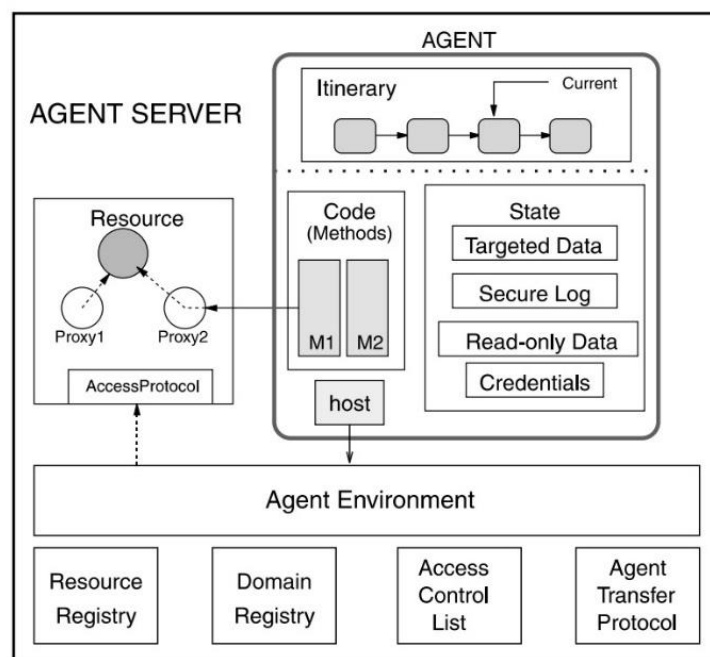 AGENT
Itinerary
Current
AGENT SERVER
Resource
Proxy1
Proxy2
AccessProtocol
Code
(Methods)
M1
M2
host
State
Targeted Data
Secure Log
Read-only Data
Credentials
Agent Environment
Resource
Registry
Domain
Registry
Access
Control
List
Agent
Transfer
Protocol